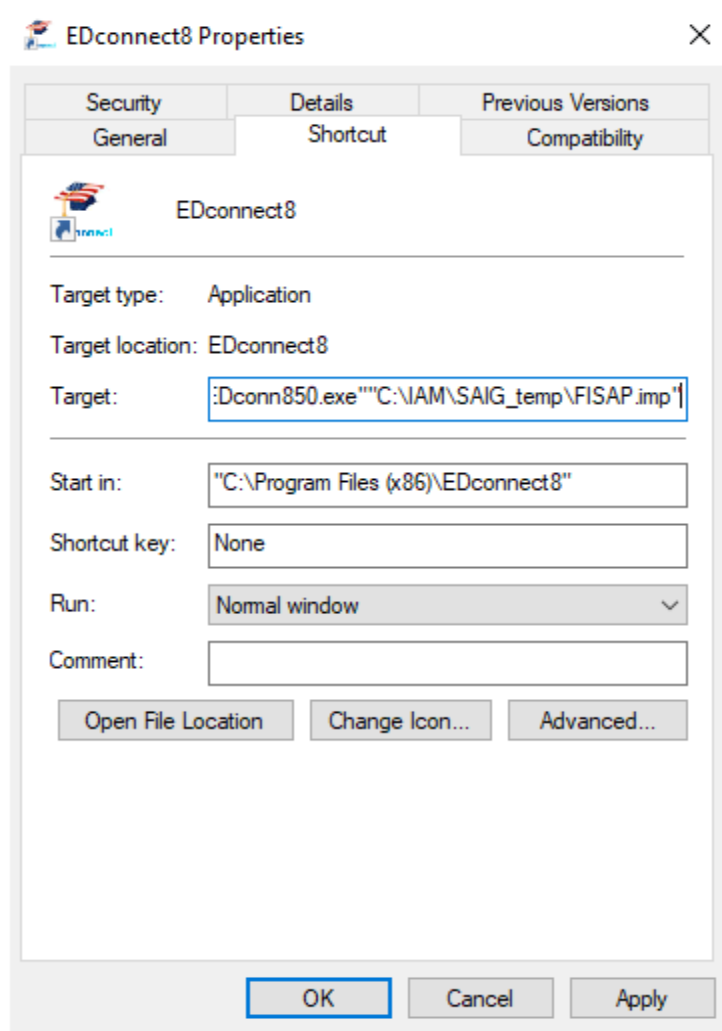 EDconnect8 Properties
Security Details Previous Versions
General Shortcut Compatibility
EDconnect8
Target type: Application
Target location: EDconnect8
Target: :Dconn850.exe""C:\IAM\SAIG_temp\FISAP.imp"
Start in: "C:\Program Files (x86)\EDconnect8"
Shortcut key: None
Run: Normal window
Comment:
Open File Location Change Icon... Advanced...
OK Cancel Apply